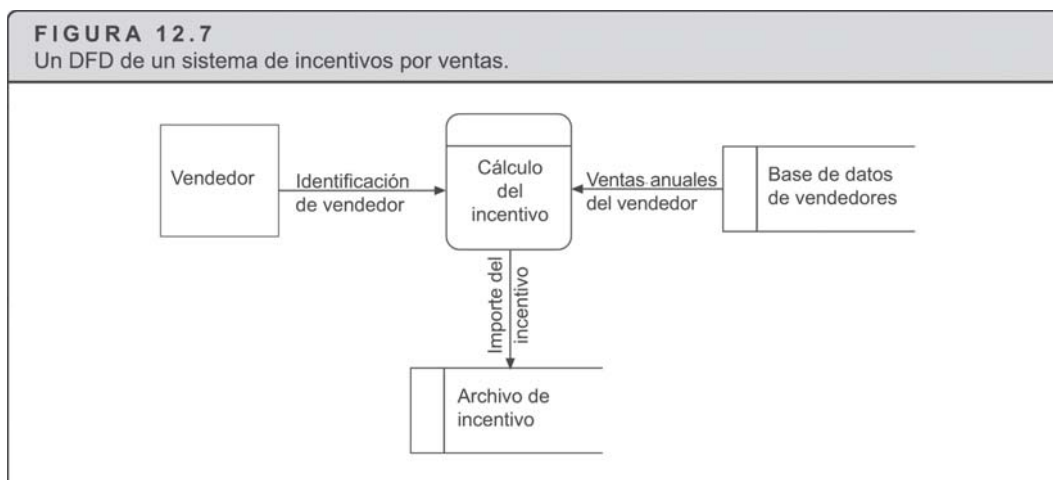 FIGURA 12.7
Un DFD de un sistema de incentivos por ventas.
Vendedor
Identificación
de vendedor
Cálculo
del
incentivo
Ventas anuales
del vendedor
Base de datos
de vendedores
Importe del
incentivo
Archivo de
incentivo